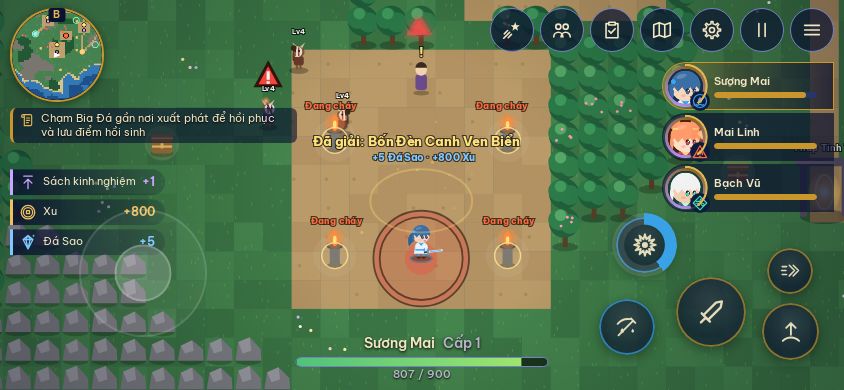 B
Chạm Bia Đá gần nơi xuất phát để hồi phục
và lưu điểm hồi sinh
Sách kinh nghiệm +1
Xu +800
Đá Sao +5
Lv4
Lv4
Lv4
!
Đang cháy
Đang cháy
Đã giải: Bốn Đèn Canh Ven Biển
+5 Đá Sao · +800 Xu
Đang cháy
Đang cháy
Sương Mai
Mai Linh
Bạch Vũ
Sương Mai Cấp 1
807 / 900